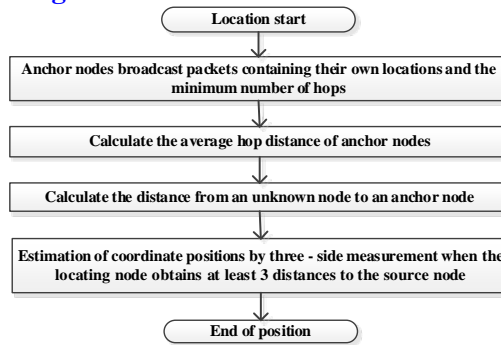 Location start
Anchor nodes broadcast packets containing their own locations and the
minimum number of hops
Calculate the average hop distance of anchor nodes
Calculate the distance from an unknown node to an anchor node
Estimation of coordinate positions by three - side measurement when the
locating node obtains at least 3 distances to the source node
End of position